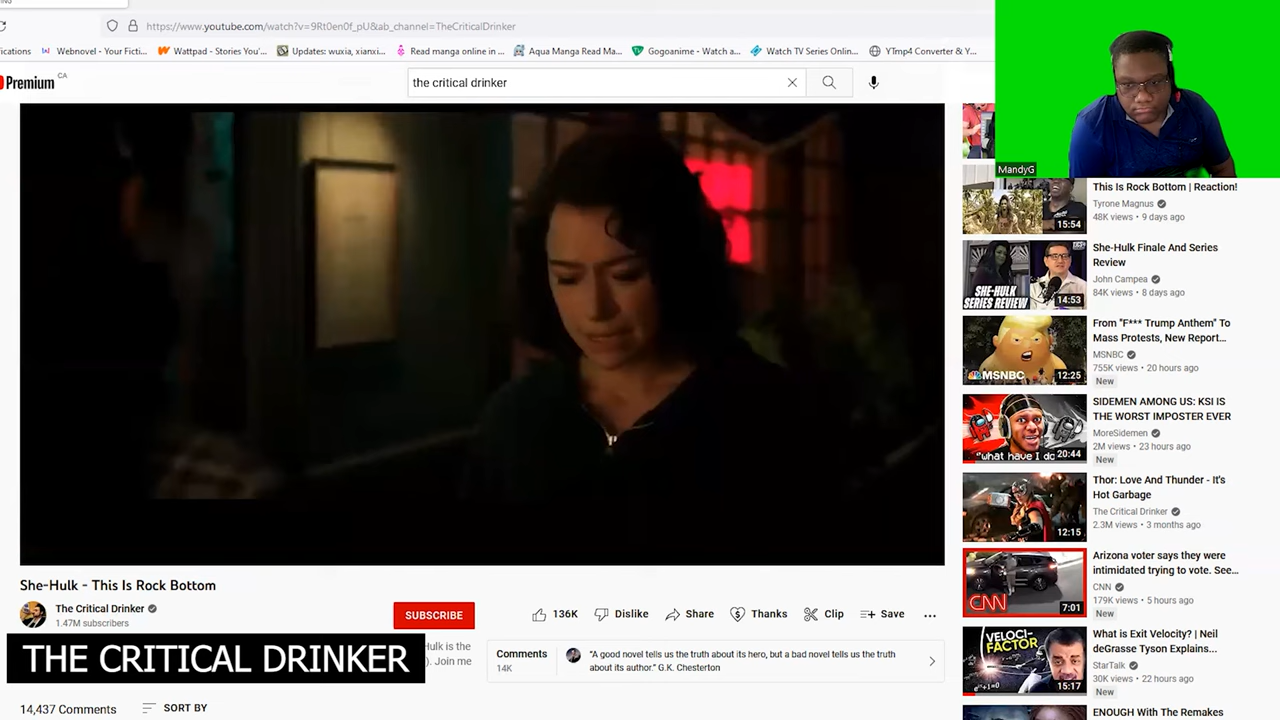 https://www.youtube.com/watch?v=9Rt0en0f_pU&ab_channel=TheCriticalDrinker
ications
Webnovel - Your Ficti...
Wattpad - Stories You'...
Updates: wuxia, xianxi...
Read manga online in ...
Aqua Manga Read Ma...
Gogoanime - Watch a...
Watch TV Series Onlin...
YTmp4 Converter & Y...
Premium CA
the critical drinker
MandyG
This Is Rock Bottom | Reaction!
Tyrone Magnus
48K views • 9 days ago
15:54
She-Hulk Finale And Series
Review
John Campea
84K views • 8 days ago
SHE-HULK
SERIES REVIEW
14:53
From "F*** Trump Anthem" To
Mass Protests, New Report...
MSNBC
755K views • 20 hours ago
New
MSNBC
12:25
SIDEMEN AMONG US: KSI IS
THE WORST IMPOSTER EVER
MoreSidemen
2M views • 23 hours ago
New
"what have I do
20:44
Thor: Love And Thunder - It's
Hot Garbage
The Critical Drinker
2.3M views • 3 months ago
12:15
Arizona voter says they were
intimidated trying to vote. See...
CNN
179K views • 5 hours ago
New
CNN
7:01
What is Exit Velocity? | Neil
deGrasse Tyson Explains...
StarTalk
30K views • 22 hours ago
New
VELOCI-
FACTOR
15:17
ENOUGH With The Remakes
She-Hulk - This Is Rock Bottom
The Critical Drinker
1.47M subscribers
SUBSCRIBE
136K
Dislike
Share
Thanks
Clip
Save
Hulk is the
). Join me
THE CRITICAL DRINKER
Comments
14K
"A good novel tells us the truth about its hero, but a bad novel tells us the truth
about its author." G.K. Chesterton
14,437 Comments
SORT BY